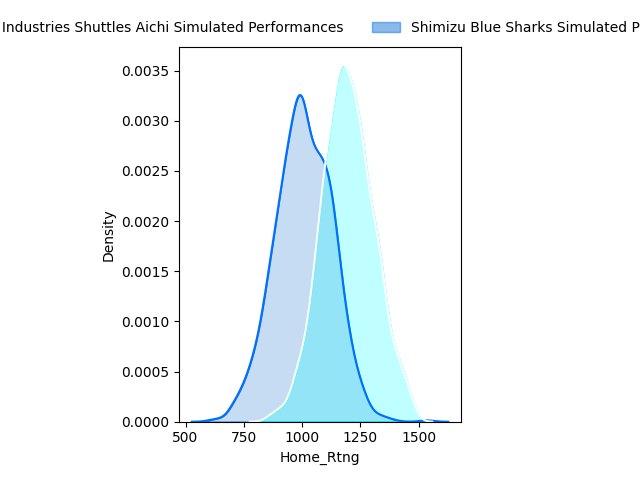 Industries Shuttles Aichi Simulated Performances
Shimizu Blue Sharks Simulated P
0.0035
0.0030
0.0025
0.0020
0.0015
0.0010
0.0005
0.0000
Density
500 750 1000 1250 1500
Home_Rtng